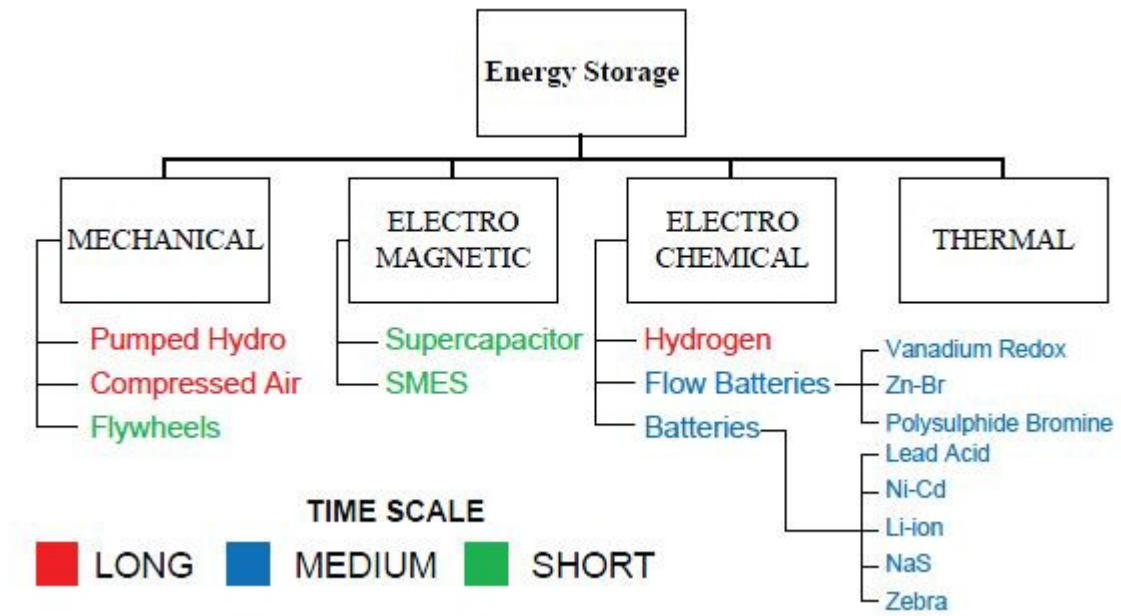 Energy Storage
MECHANICAL
Pumped Hydro
Compressed Air
Flywheels
ELECTRO
MAGNETIC
Supercapacitor
SMES
ELECTRO
CHEMICAL
Hydrogen
Flow Batteries
Batteries
THERMAL
Vanadium Redox
Zn-Br
Polysulphide Bromine
Lead Acid
Ni-Cd
Li-ion
NaS
Zebra
TIME SCALE
LONG MEDIUM SHORT